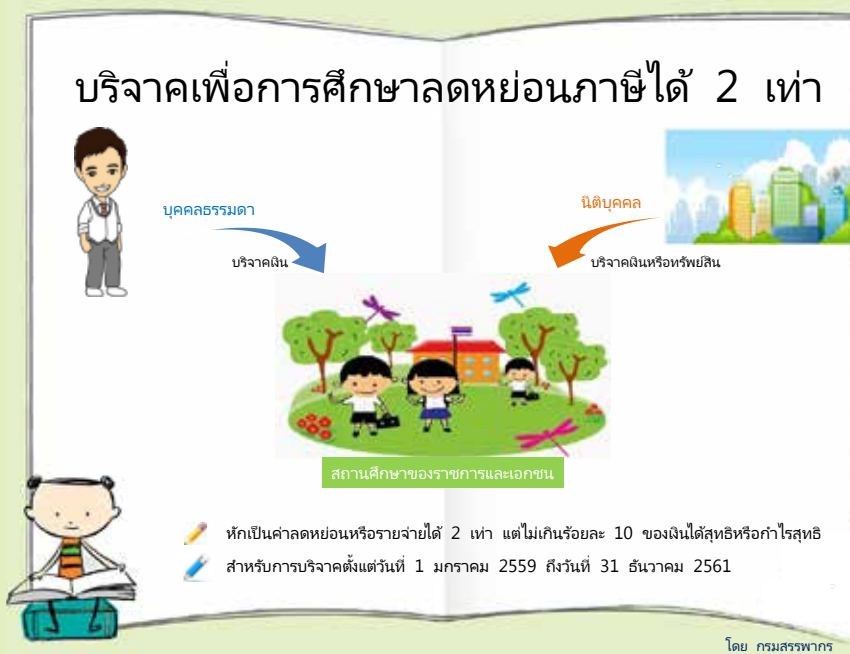 บริจาคเพื่อการศึกษาลดหย่อนภาษีได้ 2 เท่า
บุคคลธรรมดา
นิติบุคคล
บริจาคเงิน
บริจาคเงินหรือทรัพย์สิน
สถานศึกษาของราชการและเอกชน
หักเป็นค่าลดหย่อนหรือรายจ่ายได้ 2 เท่า แต่ไม่เกินร้อยละ 10 ของเงินได้สุทธิหรือกำไรสุทธิ
สำหรับการบริจาคตั้งแต่วันที่ 1 มกราคม 2559 ถึงวันที่ 31 ธันวาคม 2561
โดย กรมสรรพากร